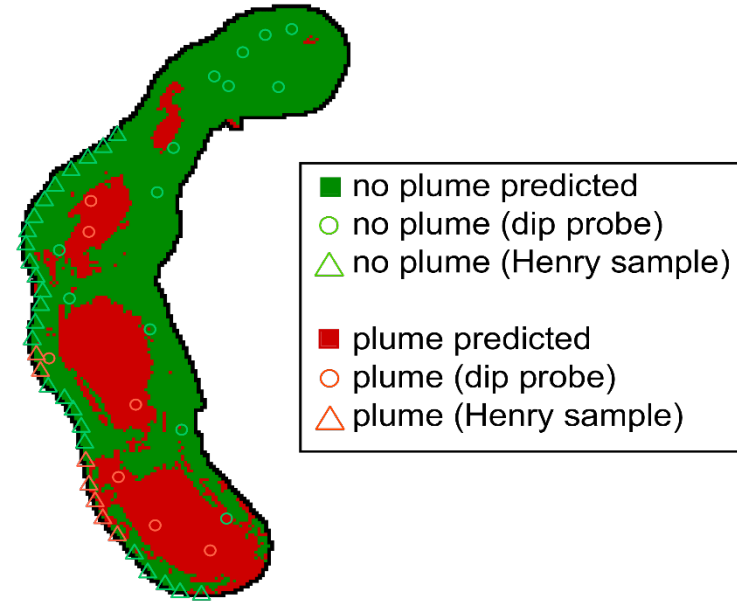 no plume predicted
no plume (dip probe)
no plume (Henry sample)
plume predicted
plume (dip probe)
plume (Henry sample)